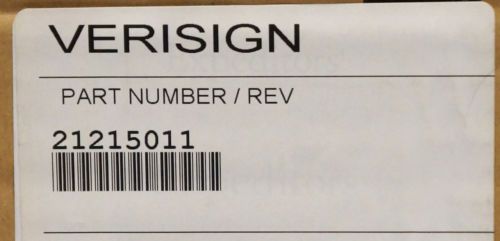 VERISIGN
PART NUMBER / REV
21215011